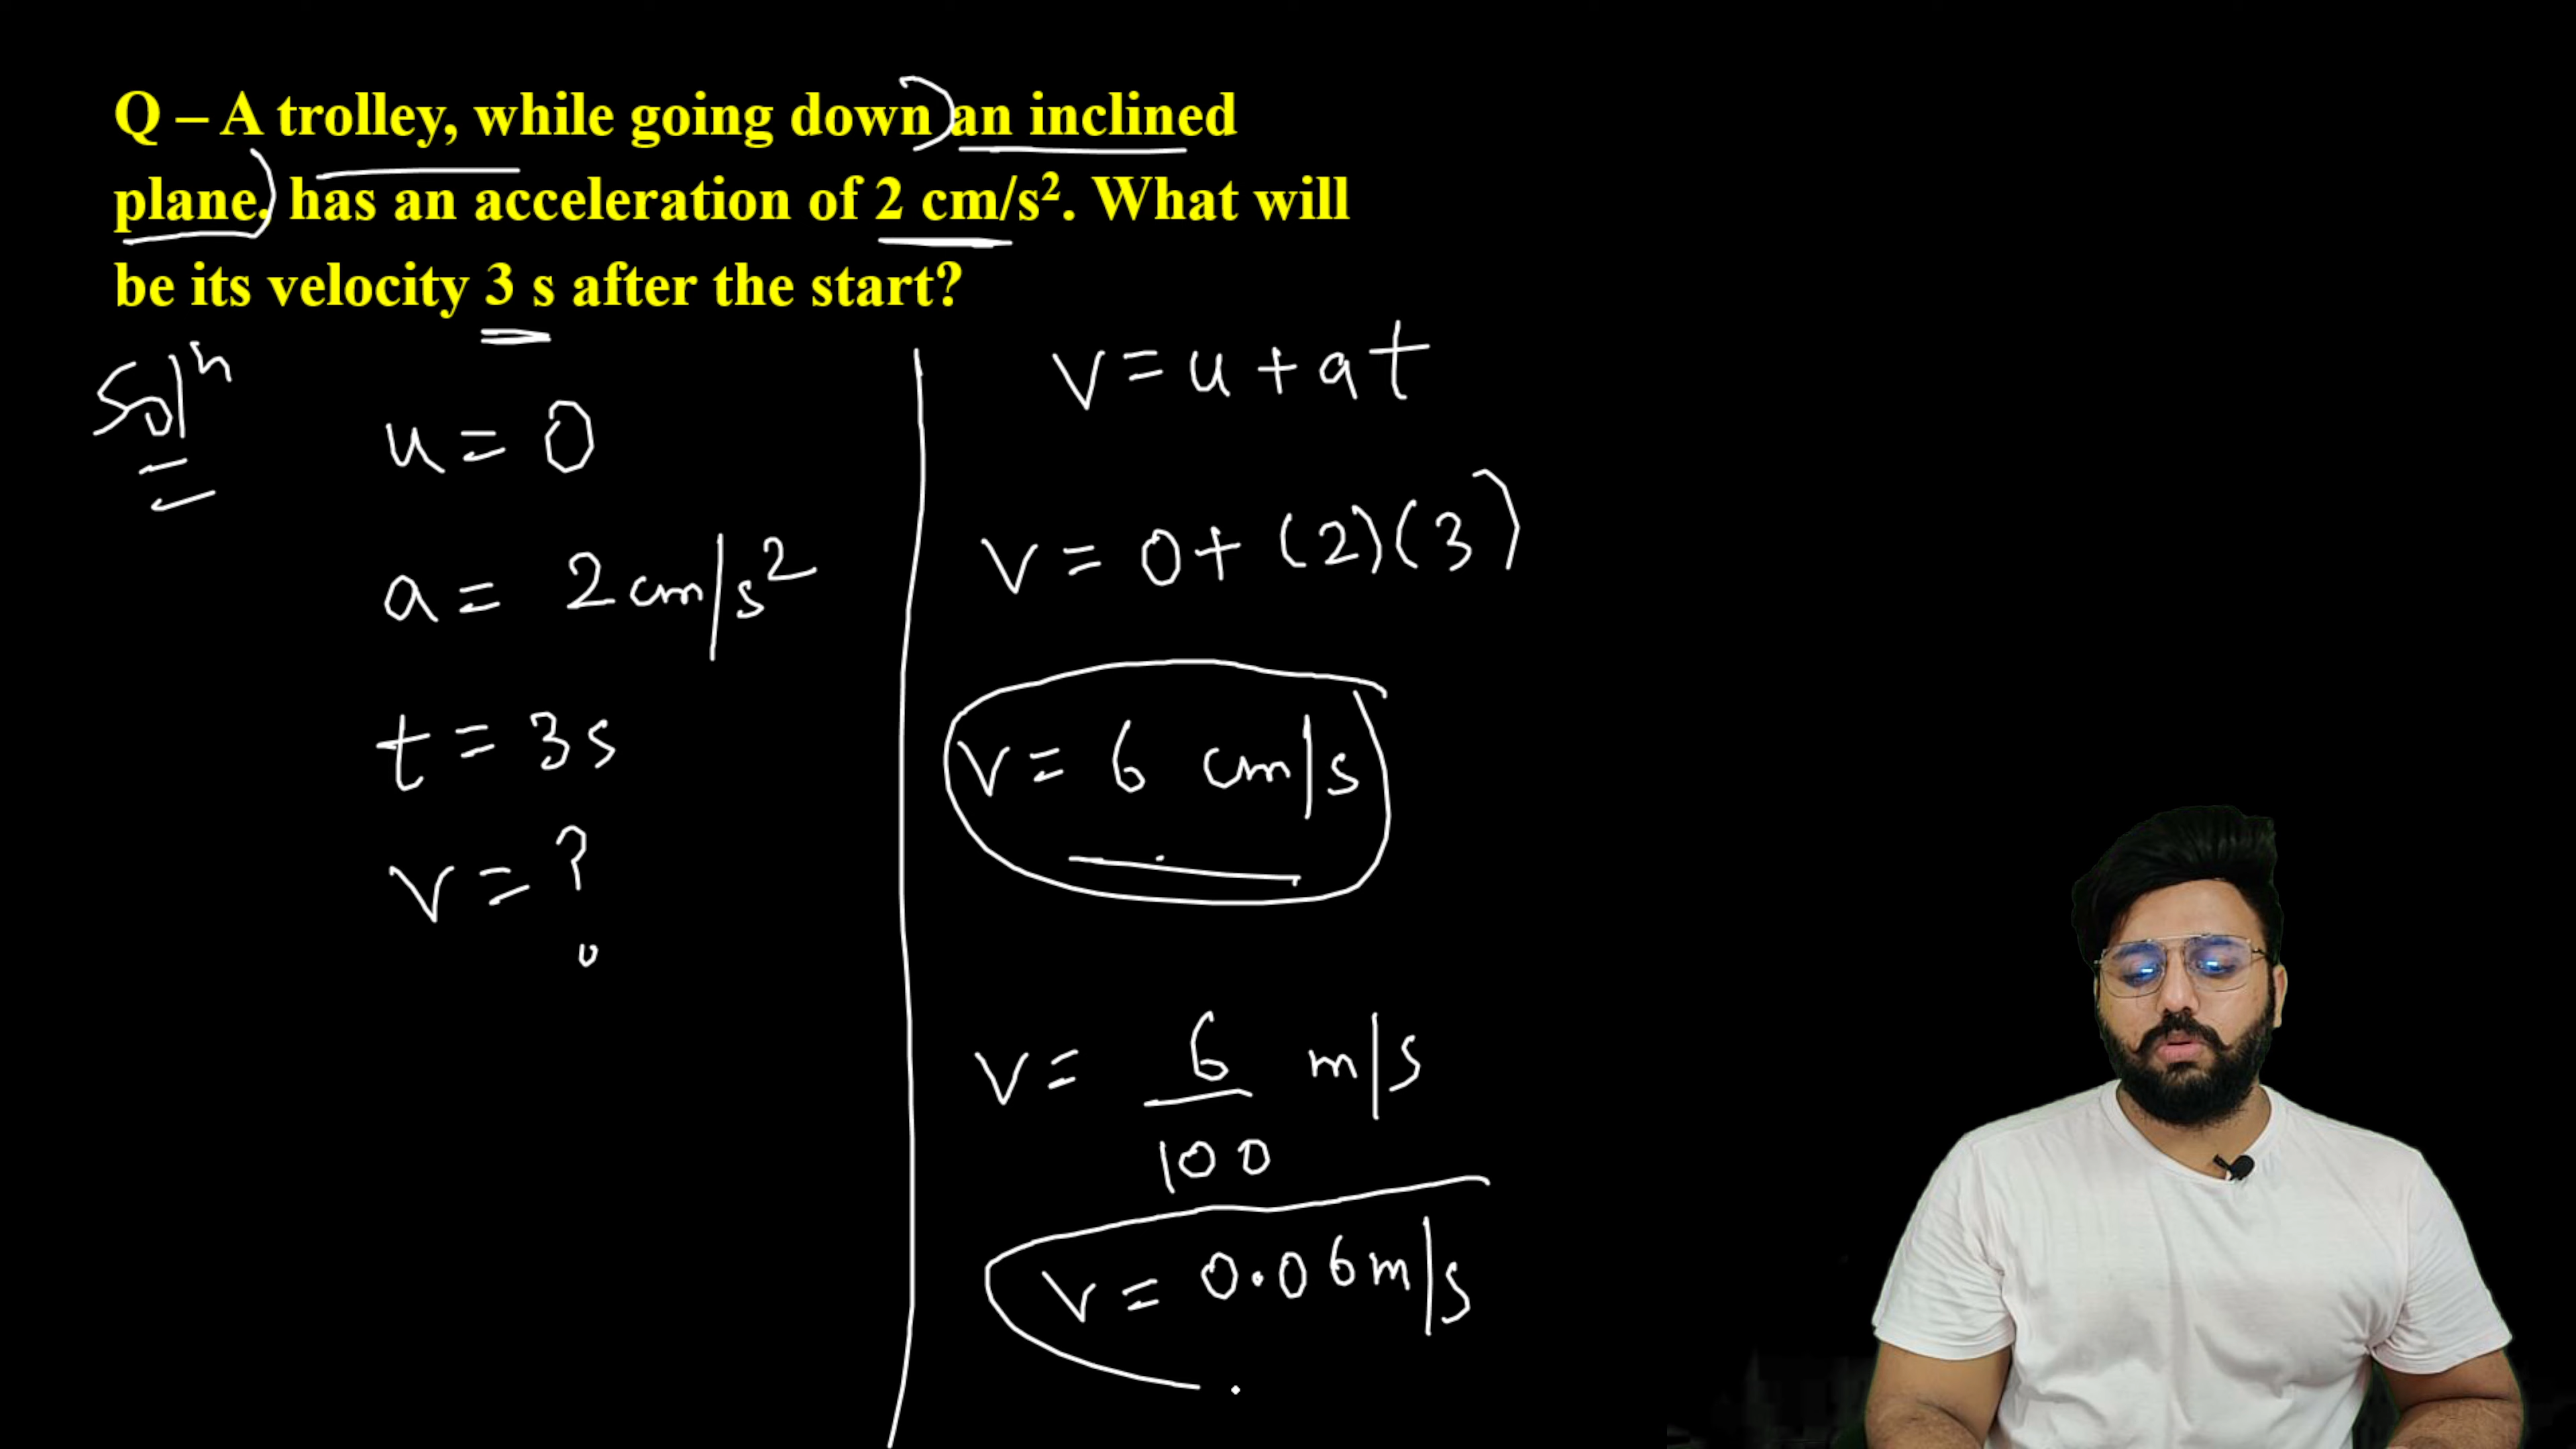 Q – A trolley, while going down an inclined
plane, has an acceleration of 2 cm/s². What will
be its velocity 3 s after the start?
Solⁿ
u = 0
a = 2 cm/s²
t = 3s
v = ?
v = u + at
v = 0 + (2)(3)
v = 6 cm/s
v = 6/100 m/s
v = 0.06 m/s